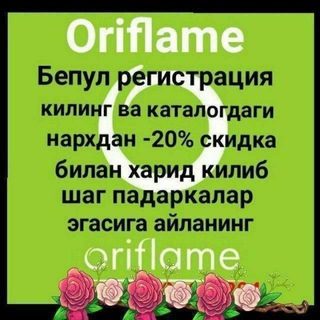 Oriflame
Бепул регистрация
килинг ва каталогдаги
нархдан -20% скидка
билан харид килиб
шаг падаркалар
эгасига айланинг
oriflame